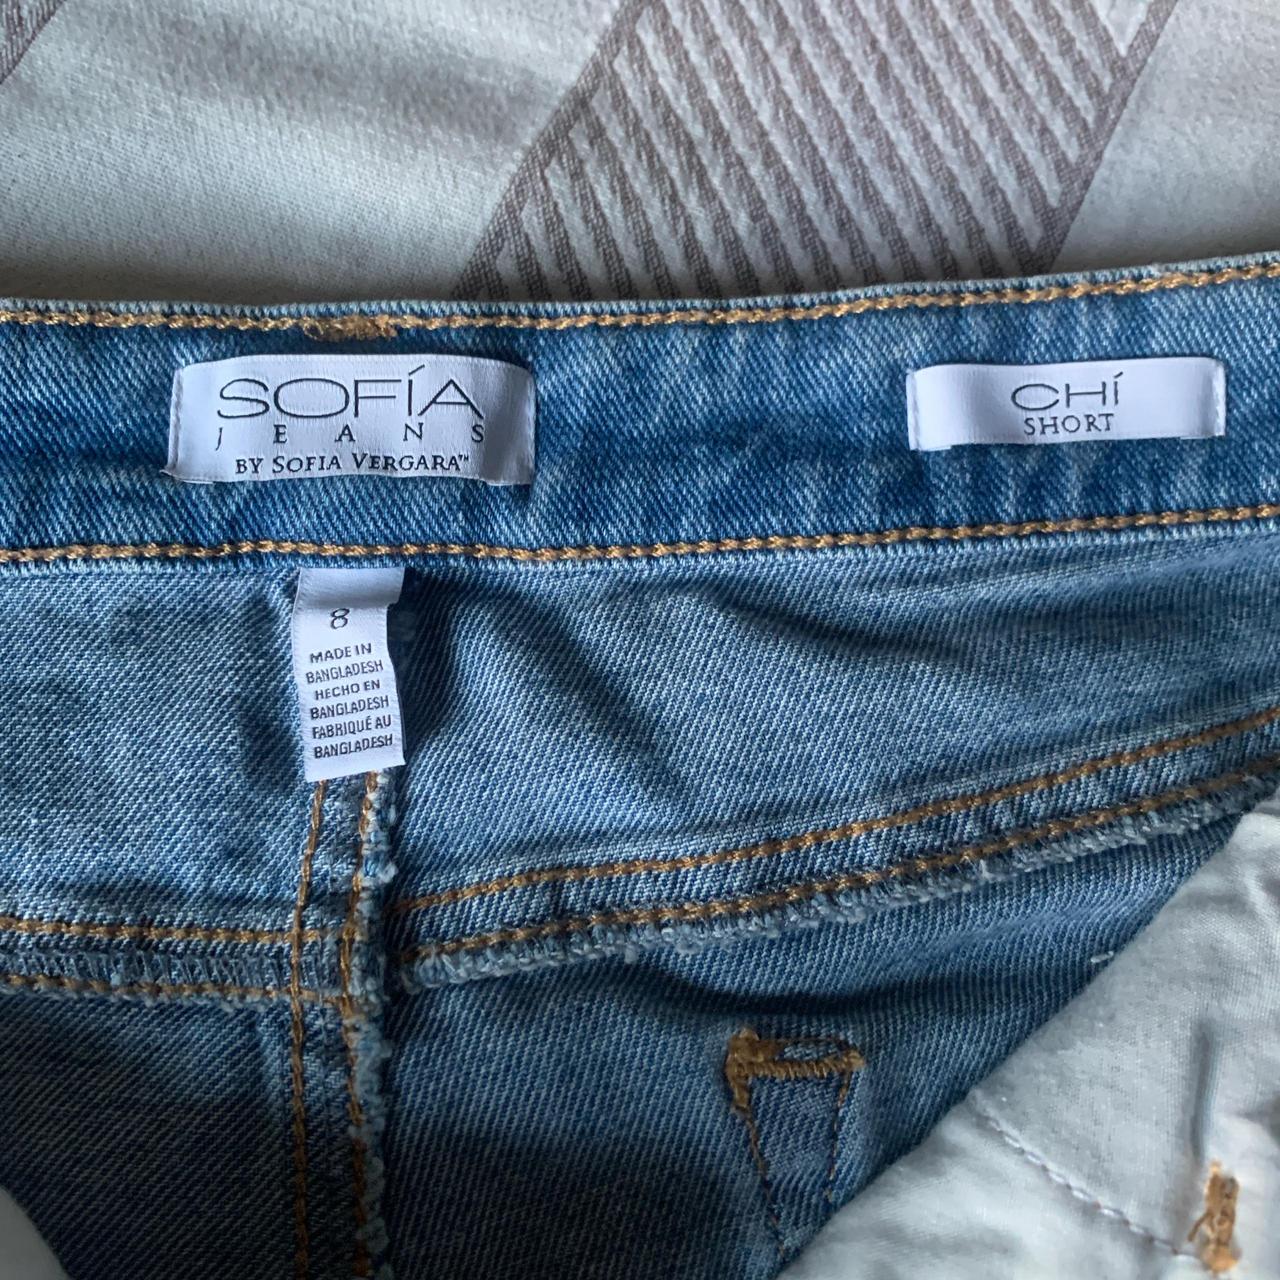 SOFÍA
JEANS
BY SOFIA VERGARA™
CHÍ
SHORT
8
MADE IN
BANGLADESH
HECHO EN
BANGLADESH
FABRIQUÉ AU
BANGLADESH